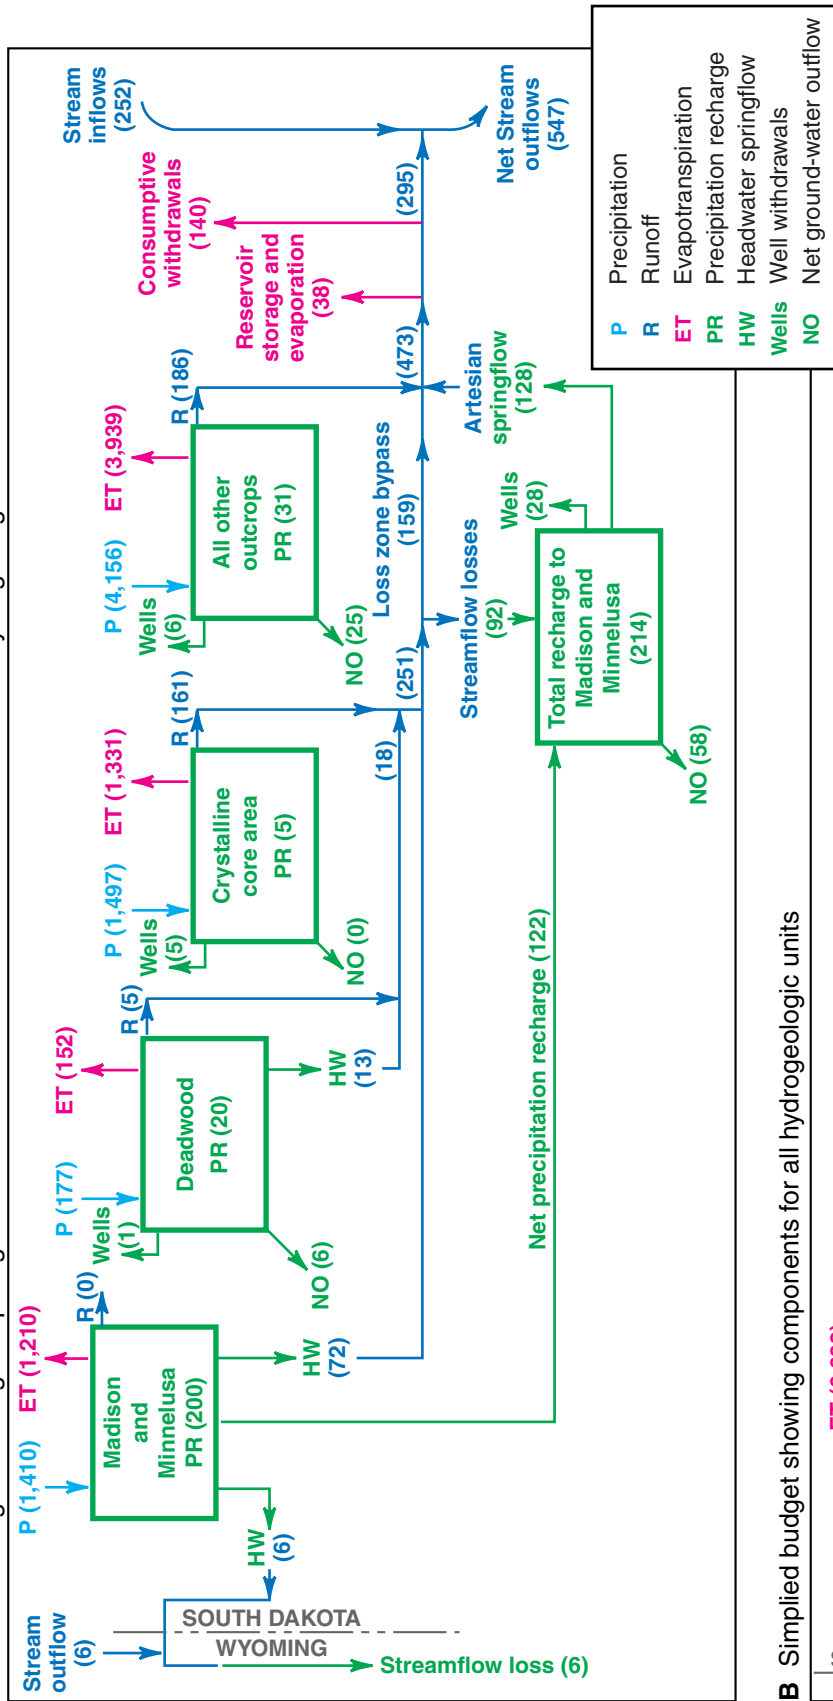 Stream
outflow
(6)
SOUTH DAKOTA
WYOMING
Streamflow loss (6)
HW
(6)
P (1,410)
ET (1,210)
R (0)
Madison
and
Minnelusa
PR (200)
HW
(72)
Net precipitation recharge (122)
P (177)
ET (152)
Wells
(1)
R (5)
Deadwood
PR (20)
NO (6)
HW
(13)
(18)
P (1,497)
ET (1,331)
Wells
(5)
R (161)
Crystalline
core area
PR (5)
NO (0)
(251)
P (4,156)
ET (3,939)
Wells
(6)
R (186)
All other
outcrops
PR (31)
NO (25)
Loss zone bypass
(159)
Streamflow losses
(92)
Total recharge to
Madison and
Minnelusa
(214)
NO (58)
Wells
(28)
Artesian
springflow
(128)
(473)
Reservoir
storage and
evaporation
(38)
Consumptive
withdrawals
(140)
(295)
Stream
inflows
(252)
Net Stream
outflows
(547)
P Precipitation
R Runoff
ET Evapotranspiration
PR Precipitation recharge
HW Headwater springflow
Wells Well withdrawals
NO Net ground-water outflow
B Simplied budget showing components for all hydrogeologic units